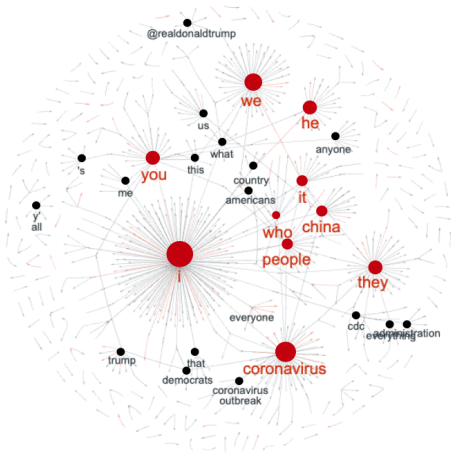 @realdonaldtrump
we
he
us
what
anyone
you
this
's
country
me
americans
it
y'
all
who
china
people
i
they
everyone
cdc
administration
everything
trump
that
coronavirus
democrats
coronavirus
outbreak